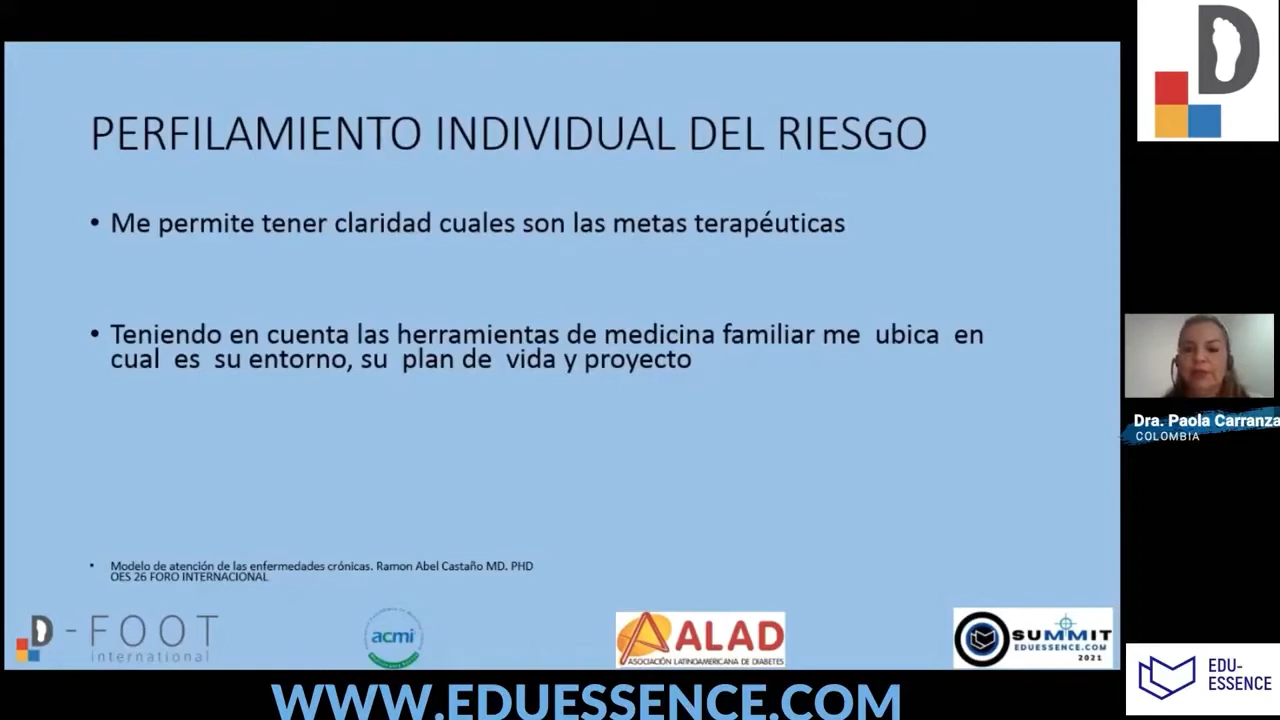 PERFILAMIENTO INDIVIDUAL DEL RIESGO
• Me permite tener claridad cuales son las metas terapéuticas
• Teniendo en cuenta las herramientas de medicina familiar me ubica en
cual es su entorno, su plan de vida y proyecto
• Modelo de atención de las enfermedades crónicas. Ramon Abel Castaño MD. PHD
OES 26 FORO INTERNACIONAL
D-FOOT
international
acmi
ALAD
ASOCIACIÓN LATINOAMERICANA DE DIABETES
SUMMIT
EDUESSENCE.COM
2021
WWW.EDUESSENCE.COM
D
Dra. Paola Carranza
COLOMBIA
EDU-
ESSENCE